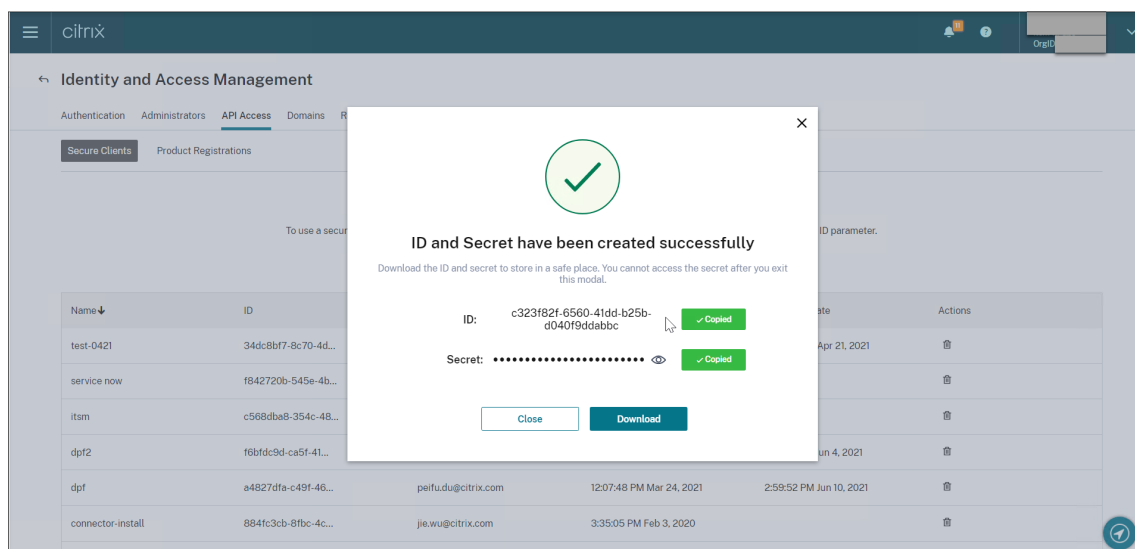 citrix
11
?
OrgID
Identity and Access Management
Authentication Administrators API Access Domains R
Secure Clients Product Registrations
To use a secur
ID parameter.
ID and Secret have been created successfully
Download the ID and secret to store in a safe place. You cannot access the secret after you exit
this modal.
ID: c323f82f-6560-41dd-b25b-
d040f9ddabbc
Copied
Secret: •••••••••••••••••••••••• Copied
Close Download
Name ID ate Actions
test-0421 34dc8bf7-8c70-4d... Apr 21, 2021
service now f842720b-545e-4b...
itsm c568dba8-354c-48...
dpf2 f6bfdc9d-ca5f-41... un 4, 2021
dpf a4827dfa-c49f-46... peifu.du@citrix.com 12:07:48 PM Mar 24, 2021 2:59:52 PM Jun 10, 2021
connector-install 884fc3cb-8fbc-4c... jie.wu@citrix.com 3:35:05 PM Feb 3, 2020